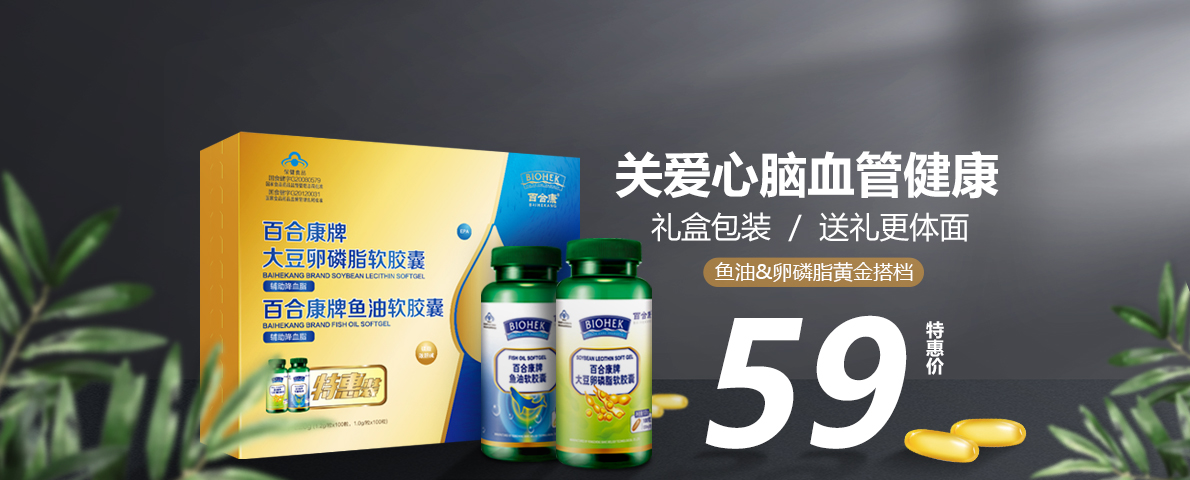 保健食品
BIOHEK
百合康
BAIHEKANG
百合康牌
大豆卵磷脂软胶囊
BAIHEKANG BRAND SOYBEAN LECITHIN SOFTGEL
辅助降血脂
百合康牌鱼油软胶囊
BAIHEKANG BRAND FISH OIL SOFTGEL
辅助降血脂
特惠装
BIOHEK
FISH OIL SOFTGEL
百合康牌
鱼油软胶囊
百合康
BIOHEK
SOYBEAN LECITHIN SOFT GEL
百合康牌
大豆卵磷脂软胶囊
关爱心脑血管健康
礼盒包装 / 送礼更体面
鱼油&卵磷脂黄金搭档
59
特惠价